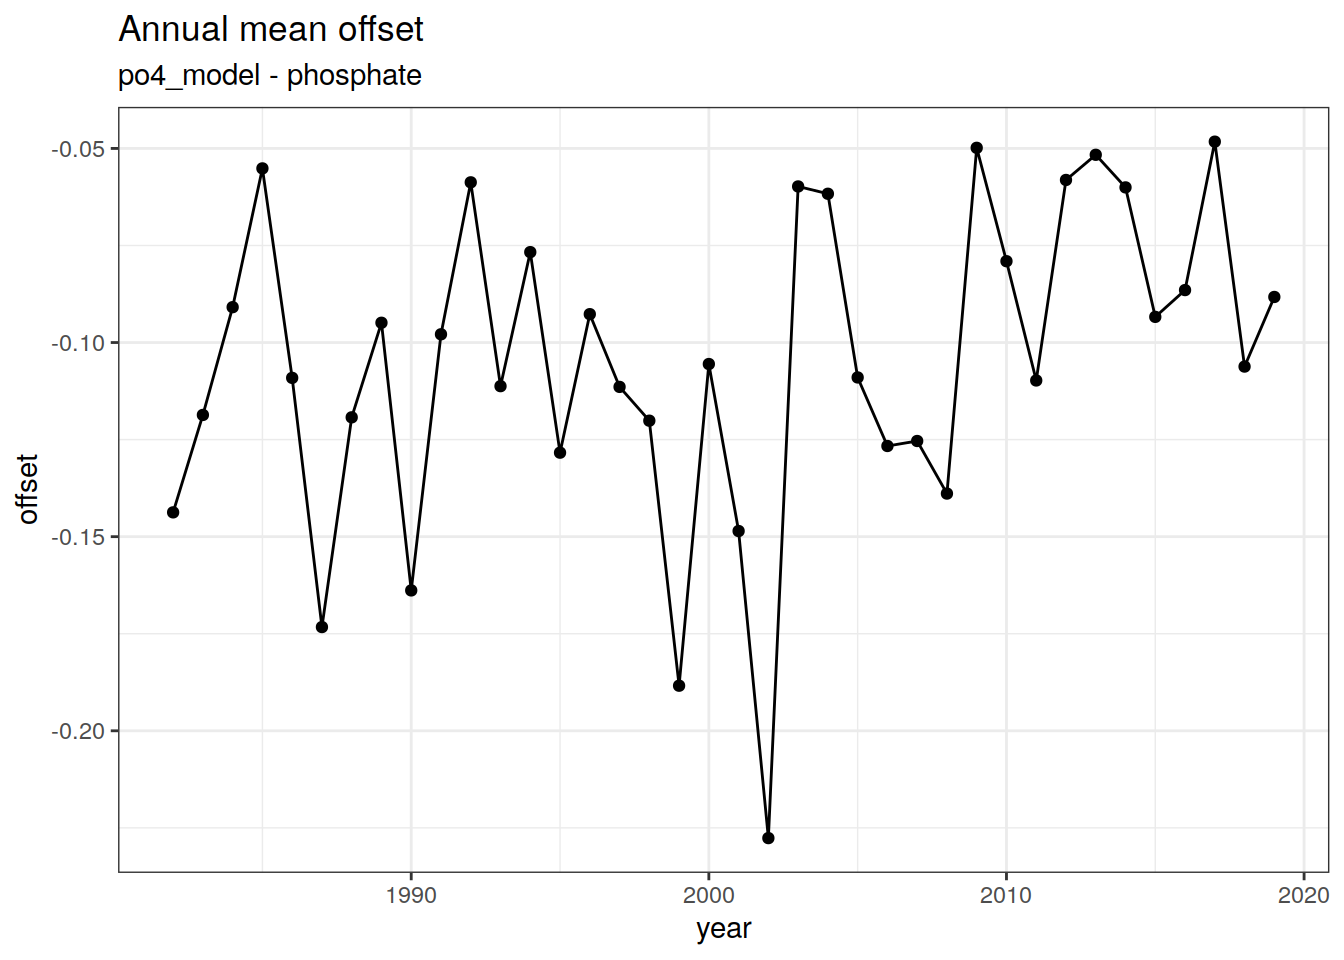 Annual mean offset
po4_model - phosphate
-0.05
-0.10
-0.15
-0.20
offset
1990 2000 2010 2020
year